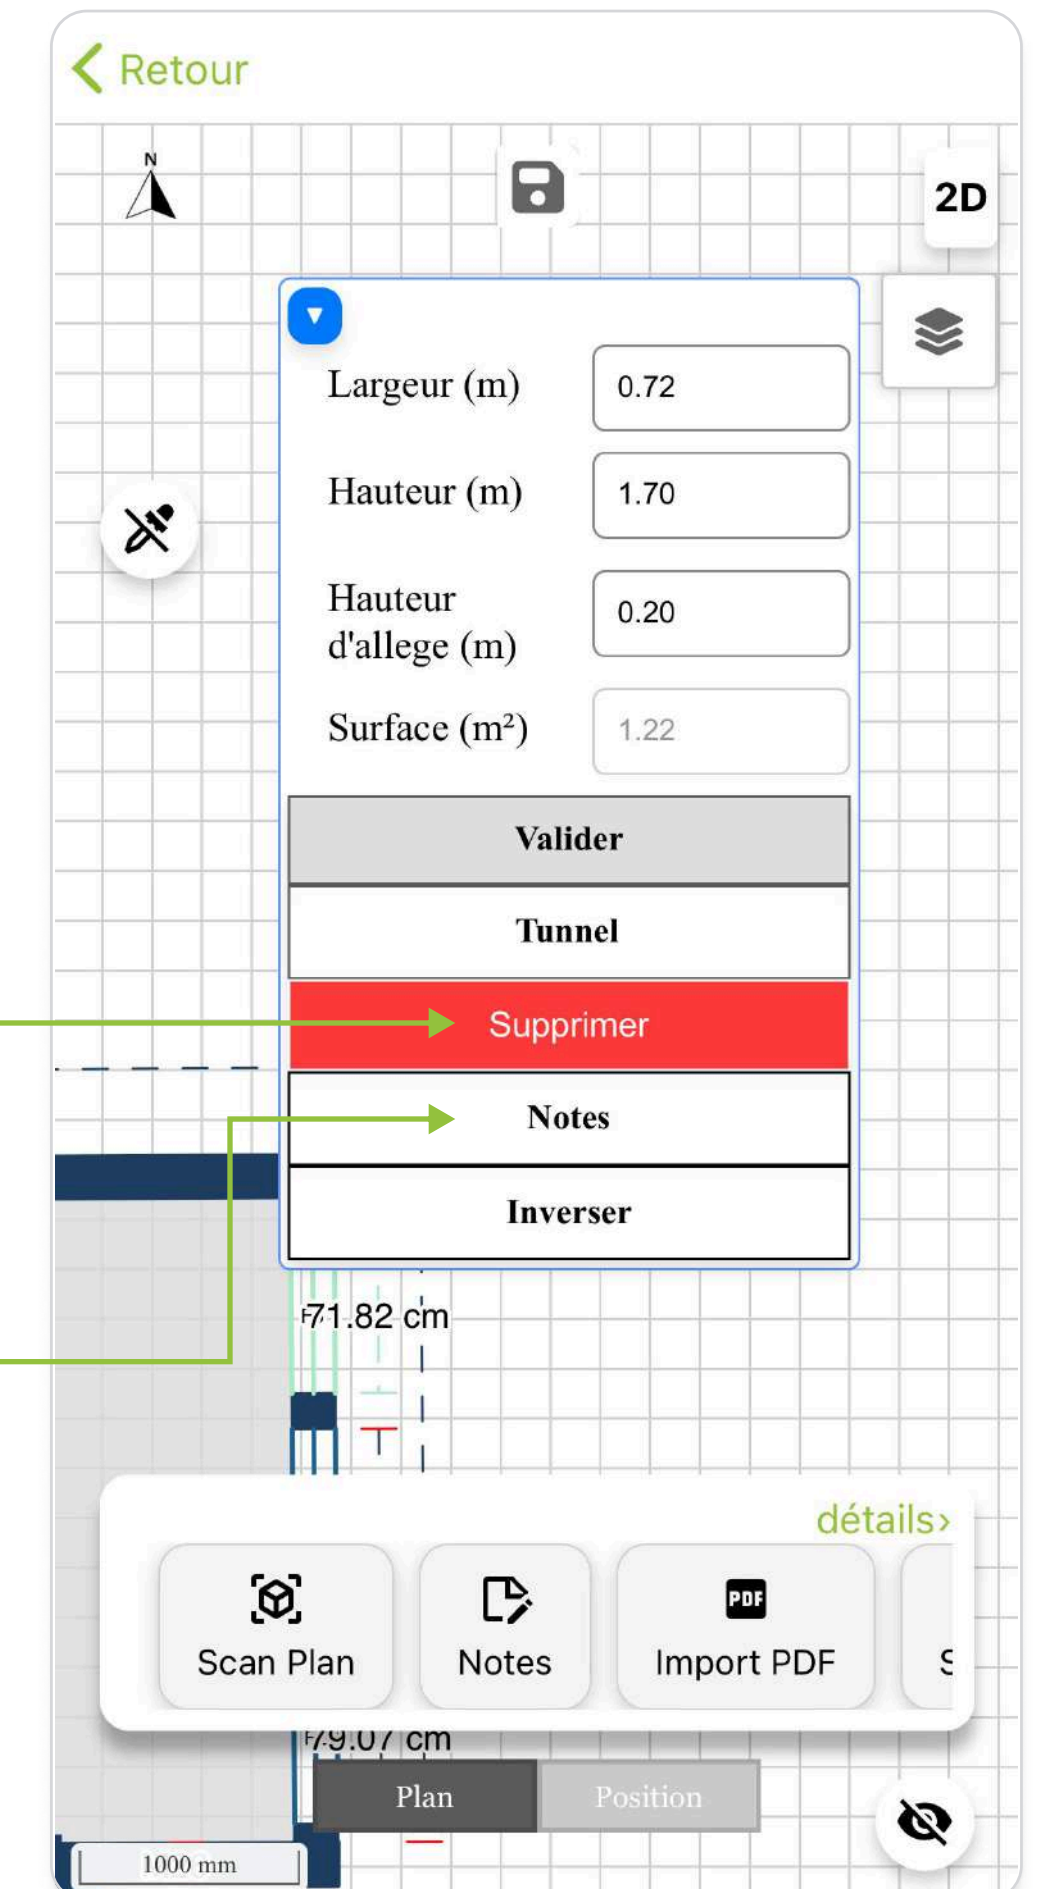 Retour
N
2D
Largeur (m)
0.72
Hauteur (m)
1.70
Hauteur
d'allege (m)
0.20
Surface (m²)
1.22
Valider
Tunnel
Supprimer
Notes
Inverser
71.82 cm
détails›
Scan Plan
Notes
PDF
Import PDF
79.07 cm
Plan
Position
1000 mm